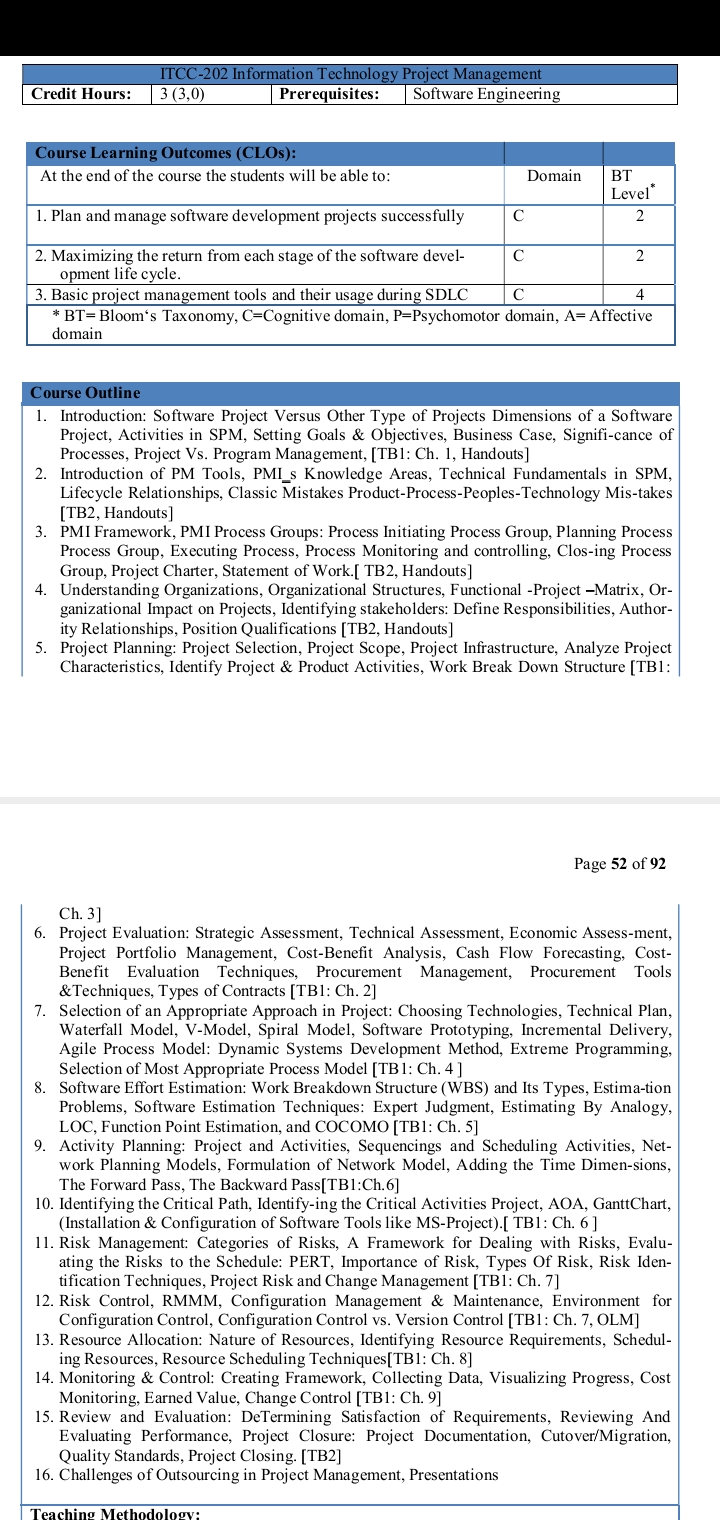 ITCC-202 Information Technology Project Management
Credit Hours: 3 (3,0) Prerequisites: Software Engineering
Course Learning Outcomes (CLOs):
At the end of the course the students will be able to: Domain BT Level*
1. Plan and manage software development projects successfully C 2
2. Maximizing the return from each stage of the software devel-
opment life cycle. C 2
3. Basic project management tools and their usage during SDLC C 4
* BT= Bloom‘s Taxonomy, C=Cognitive domain, P=Psychomotor domain, A= Affective
domain
Course Outline
1. Introduction: Software Project Versus Other Type of Projects Dimensions of a Software
Project, Activities in SPM, Setting Goals & Objectives, Business Case, Signifi-cance of
Processes, Project Vs. Program Management, [TB1: Ch. 1, Handouts]
2. Introduction of PM Tools, PMI_s Knowledge Areas, Technical Fundamentals in SPM,
Lifecycle Relationships, Classic Mistakes Product-Process-Peoples-Technology Mis-takes
[TB2, Handouts]
3. PMI Framework, PMI Process Groups: Process Initiating Process Group, Planning Process
Process Group, Executing Process, Process Monitoring and controlling, Clos-ing Process
Group, Project Charter, Statement of Work.[ TB2, Handouts]
4. Understanding Organizations, Organizational Structures, Functional -Project –Matrix, Or-
ganizational Impact on Projects, Identifying stakeholders: Define Responsibilities, Author-
ity Relationships, Position Qualifications [TB2, Handouts]
5. Project Planning: Project Selection, Project Scope, Project Infrastructure, Analyze Project
Characteristics, Identify Project & Product Activities, Work Break Down Structure [TB1:
Page 52 of 92
Ch. 3]
6. Project Evaluation: Strategic Assessment, Technical Assessment, Economic Assess-ment,
Project Portfolio Management, Cost-Benefit Analysis, Cash Flow Forecasting, Cost-
Benefit Evaluation Techniques, Procurement Management, Procurement Tools
&Techniques, Types of Contracts [TB1: Ch. 2]
7. Selection of an Appropriate Approach in Project: Choosing Technologies, Technical Plan,
Waterfall Model, V-Model, Spiral Model, Software Prototyping, Incremental Delivery,
Agile Process Model: Dynamic Systems Development Method, Extreme Programming,
Selection of Most Appropriate Process Model [TB1: Ch. 4 ]
8. Software Effort Estimation: Work Breakdown Structure (WBS) and Its Types, Estima-tion
Problems, Software Estimation Techniques: Expert Judgment, Estimating By Analogy,
LOC, Function Point Estimation, and COCOMO [TB1: Ch. 5]
9. Activity Planning: Project and Activities, Sequencings and Scheduling Activities, Net-
work Planning Models, Formulation of Network Model, Adding the Time Dimen-sions,
The Forward Pass, The Backward Pass[TB1:Ch.6]
10. Identifying the Critical Path, Identify-ing the Critical Activities Project, AOA, GanttChart,
(Installation & Configuration of Software Tools like MS-Project).[ TB1: Ch. 6 ]
11. Risk Management: Categories of Risks, A Framework for Dealing with Risks, Evalu-
ating the Risks to the Schedule: PERT, Importance of Risk, Types Of Risk, Risk Iden-
tification Techniques, Project Risk and Change Management [TB1: Ch. 7]
12. Risk Control, RMMM, Configuration Management & Maintenance, Environment for
Configuration Control, Configuration Control vs. Version Control [TB1: Ch. 7, OLM]
13. Resource Allocation: Nature of Resources, Identifying Resource Requirements, Schedul-
ing Resources, Resource Scheduling Techniques[TB1: Ch. 8]
14. Monitoring & Control: Creating Framework, Collecting Data, Visualizing Progress, Cost
Monitoring, Earned Value, Change Control [TB1: Ch. 9]
15. Review and Evaluation: DeTermining Satisfaction of Requirements, Reviewing And
Evaluating Performance, Project Closure: Project Documentation, Cutover/Migration,
Quality Standards, Project Closing. [TB2]
16. Challenges of Outsourcing in Project Management, Presentations
Teaching Methodology: